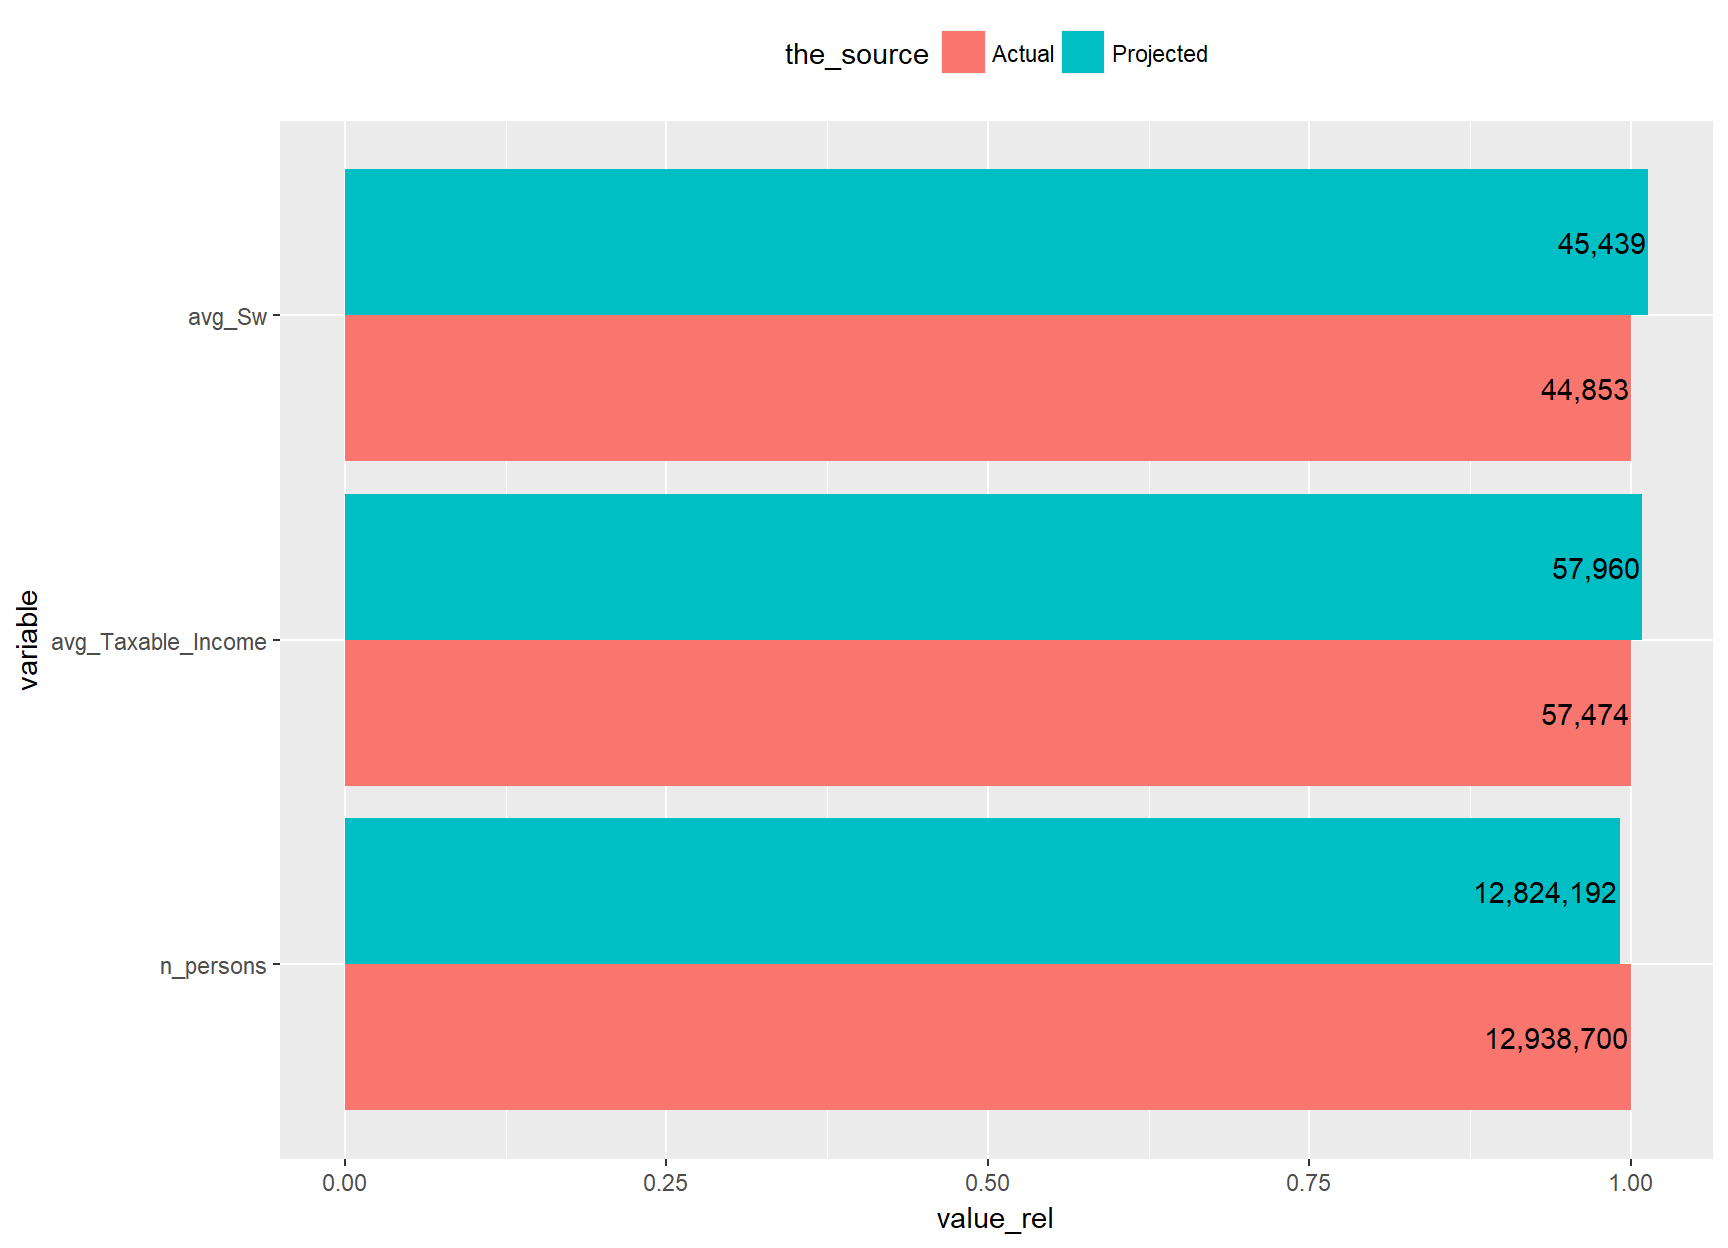 the_source Actual Projected
45,439
avg_Sw
44,853
57,960
variable
avg_Taxable_Income
57,474
12,824,192
n_persons
12,938,700
0.00 0.25 0.50 0.75 1.00
value_rel